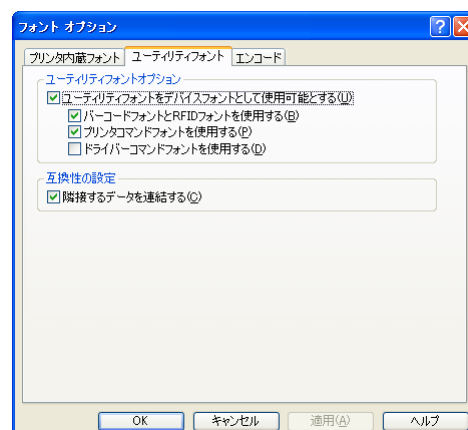 フォント オプション
プリンタ内蔵フォント ユーティリティフォント エンコード
ユーティリティフォントオプション
ユーティリティフォントをデバイスフォントとして使用可能とする(U)
バーコードフォントとRFIDフォントを使用する(B)
プリンタコマンドフォントを使用する(P)
ドライバーコマンドフォントを使用する(D)
互換性の設定
隣接するデータを連結する(C)
OK キャンセル 適用(A) ヘルプ